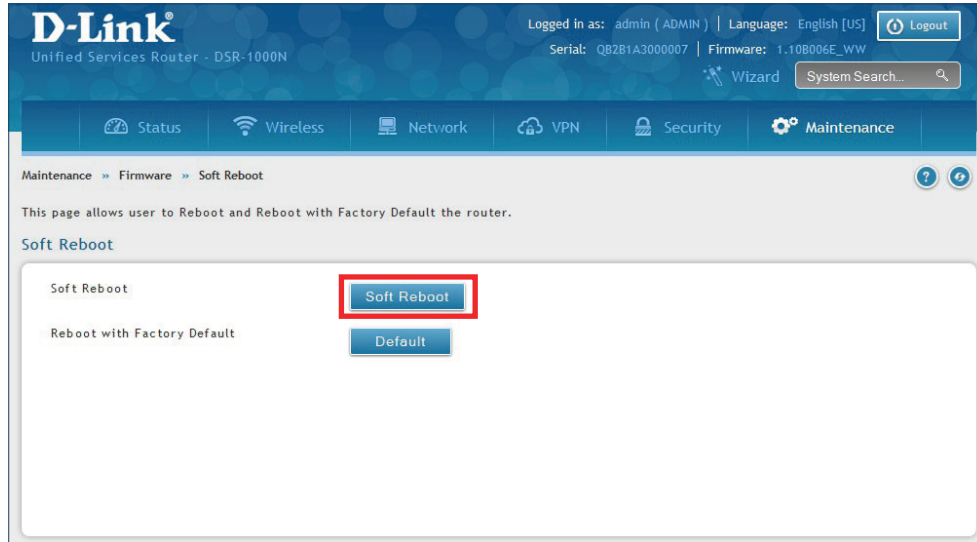 D-Link®
Unified Services Router - DSR-1000N
Logged in as: admin ( ADMIN ) | Language: English [US]
Logout
Serial: QB2B1A3000007 | Firmware: 1.10B006E_WW
Wizard
System Search...
Status
Wireless
Network
VPN
Security
Maintenance
Maintenance » Firmware » Soft Reboot
?
This page allows user to Reboot and Reboot with Factory Default the router.
Soft Reboot
Soft Reboot
Soft Reboot
Reboot with Factory Default
Default